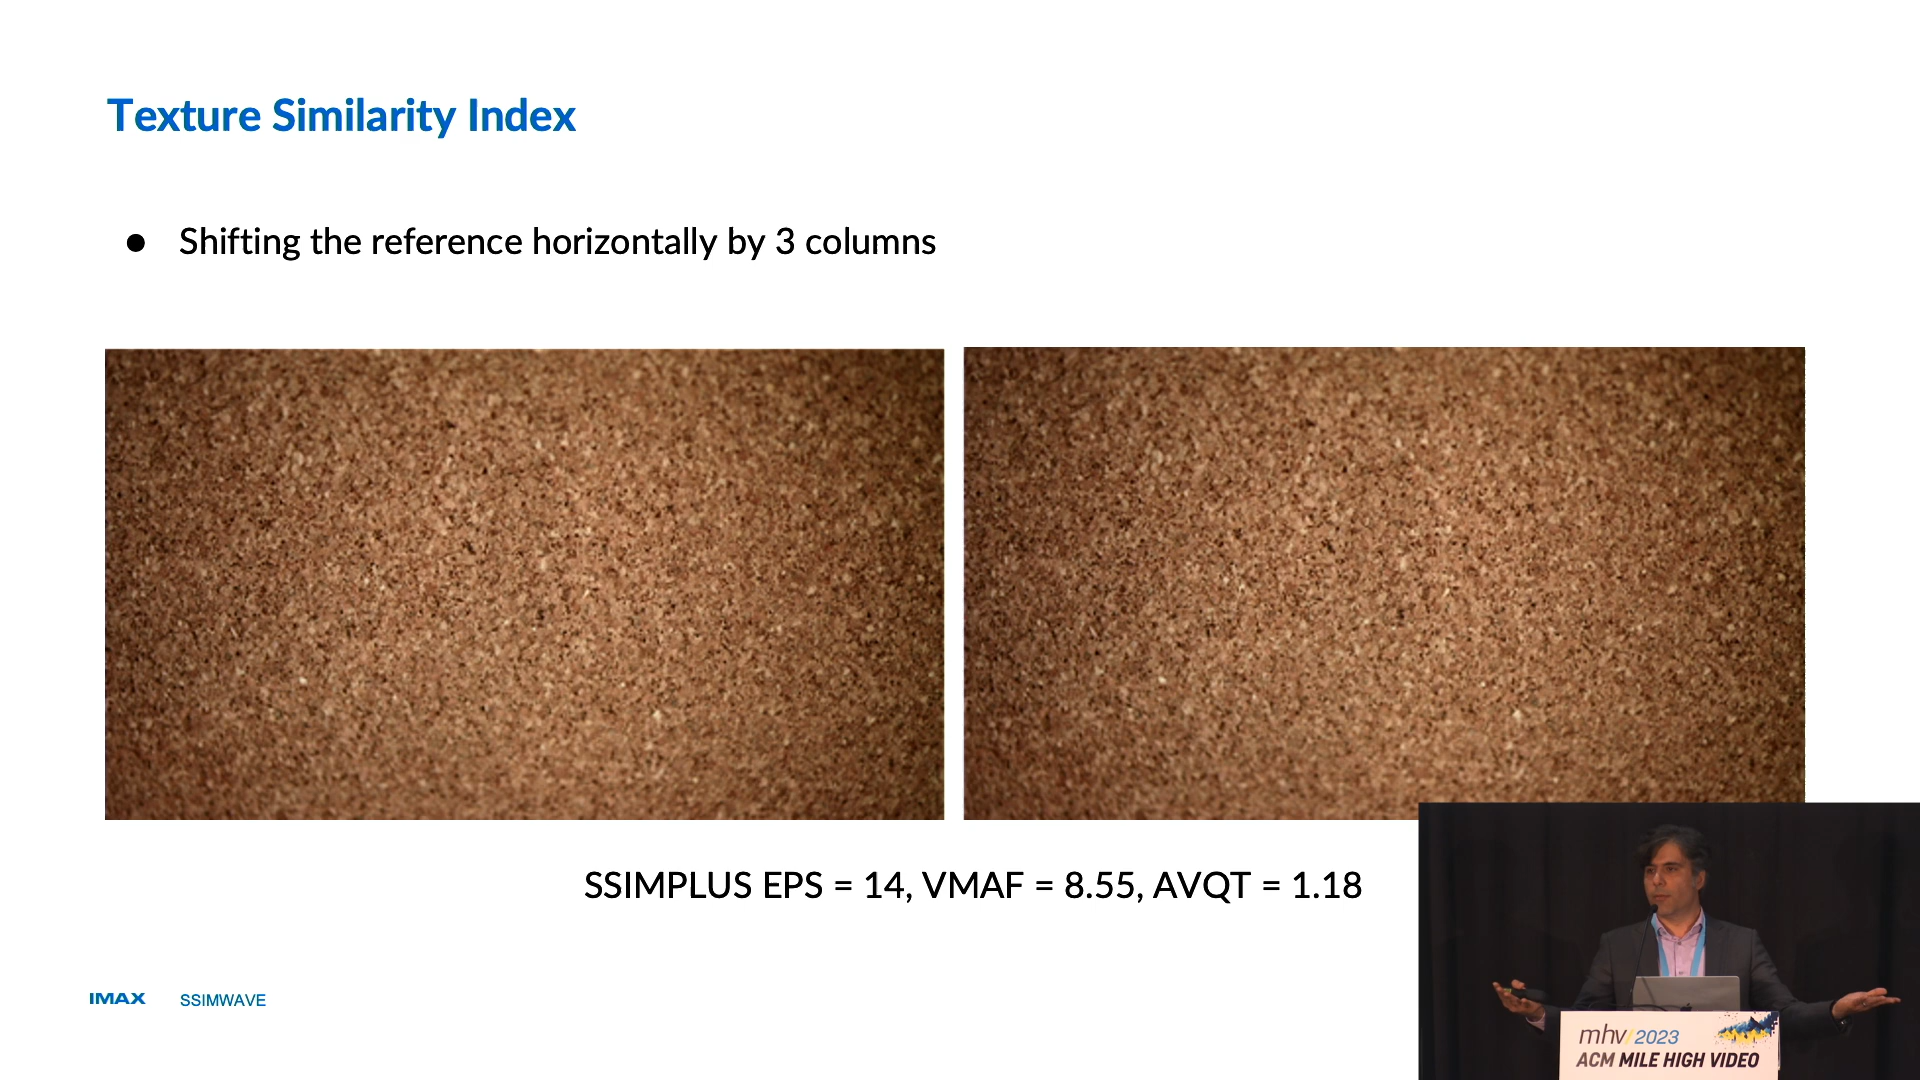 Texture Similarity Index
● Shifting the reference horizontally by 3 columns
SSIMPLUS EPS = 14, VMAF = 8.55, AVQT = 1.18
IMAX SSIMWAVE
mhv/2023
ACM MILE HIGH VIDEO